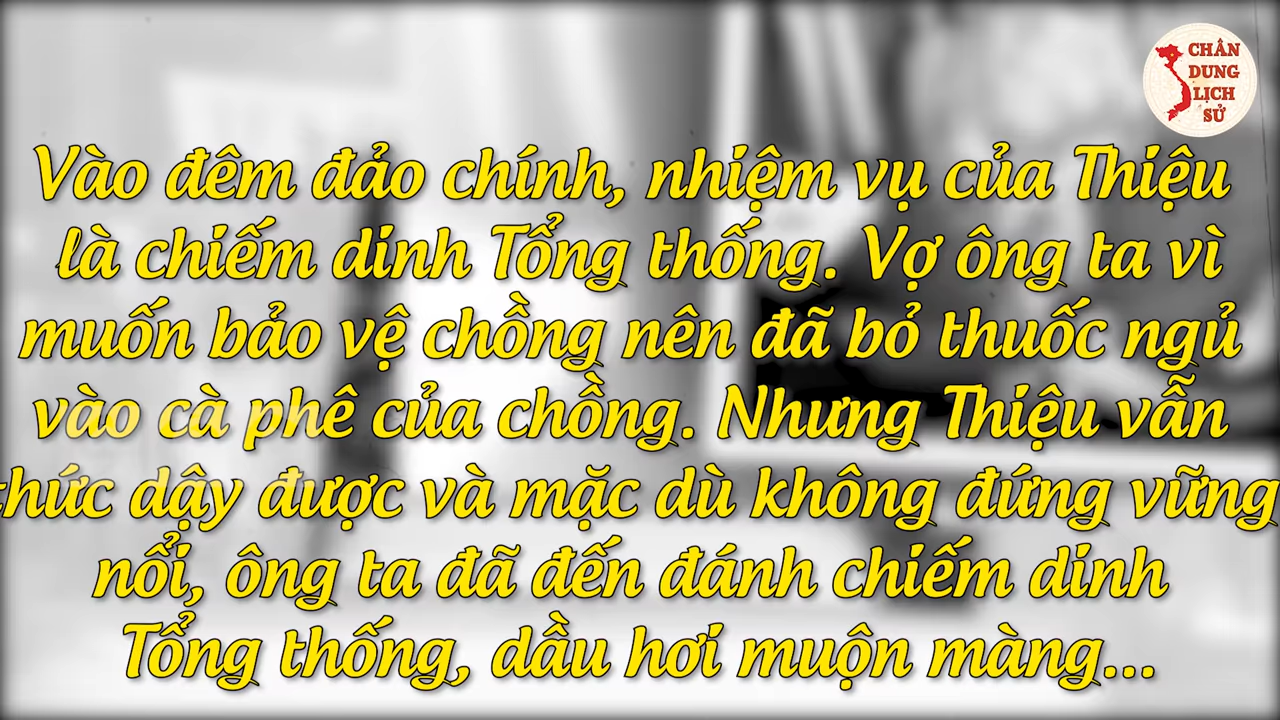 CHÂN
DUNG
LỊCH
SỬ
Vào đêm đảo chính, nhiệm vụ của Thiệu
là chiếm dinh Tổng thống. Vợ ông ta vì
muốn bảo vệ chồng nên đã bỏ thuốc ngủ
vào cà phê của chồng. Nhưng Thiệu vẫn
thức dậy được và mặc dù không đứng vững
nổi, ông ta đã đến đánh chiếm dinh
Tổng thống, dầu hơi muộn màng...